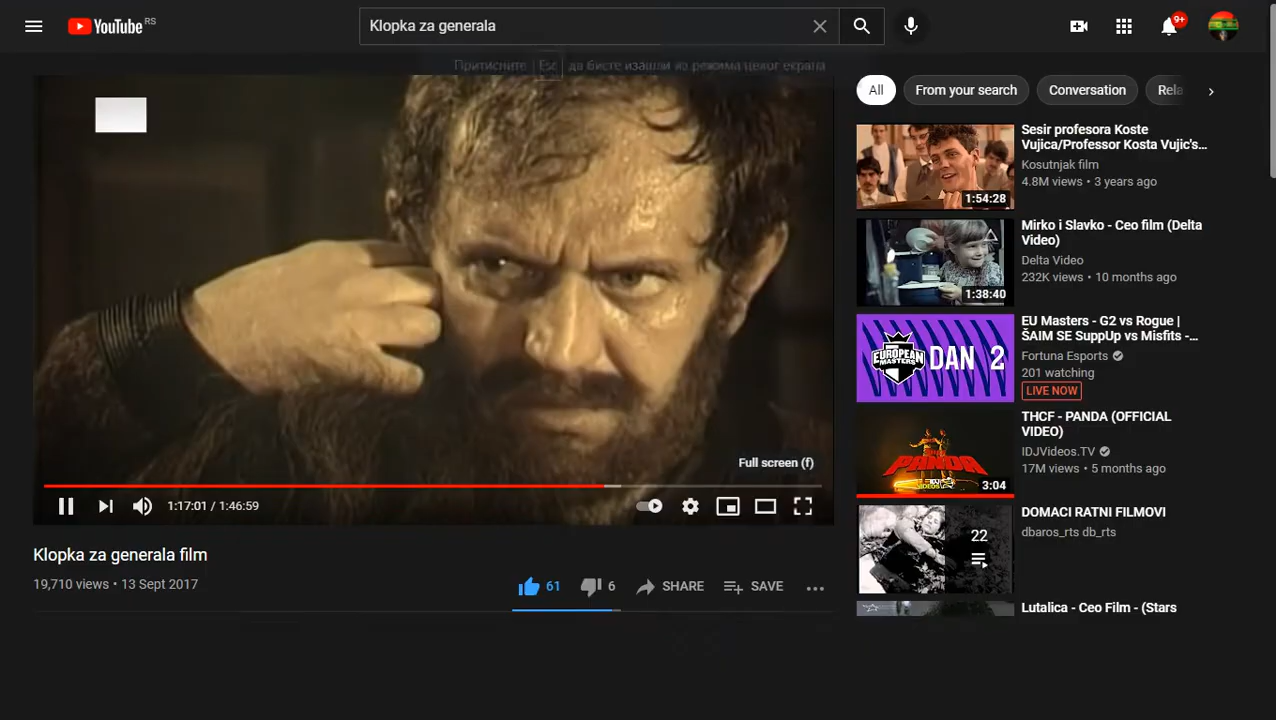 YouTube RS
Klopka za generala
Притисните Esc да бисте изашли из режима целог екрана
All
From your search
Conversation
Rela
Full screen (f)
1:17:01 / 1:46:59
Klopka za generala film
19,710 views • 13 Sept 2017
61
6
SHARE
SAVE
9+
Sesir profesora Koste
Vujica/Professor Kosta Vujic's...
Kosutnjak film
4.8M views • 3 years ago
1:54:28
Mirko i Slavko - Ceo film (Delta
Video)
Delta Video
232K views • 10 months ago
1:38:40
EU Masters - G2 vs Rogue |
ŠAIM SE SuppUp vs Misfits -...
Fortuna Esports
201 watching
LIVE NOW
EUROPEAN
MASTERS
DAN 2
THCF - PANDA (OFFICIAL
VIDEO)
IDJVideos.TV
17M views • 5 months ago
PANDA
3:04
DOMACI RATNI FILMOVI
dbaros_rts db_rts
22
Lutalica - Ceo Film - (Stars